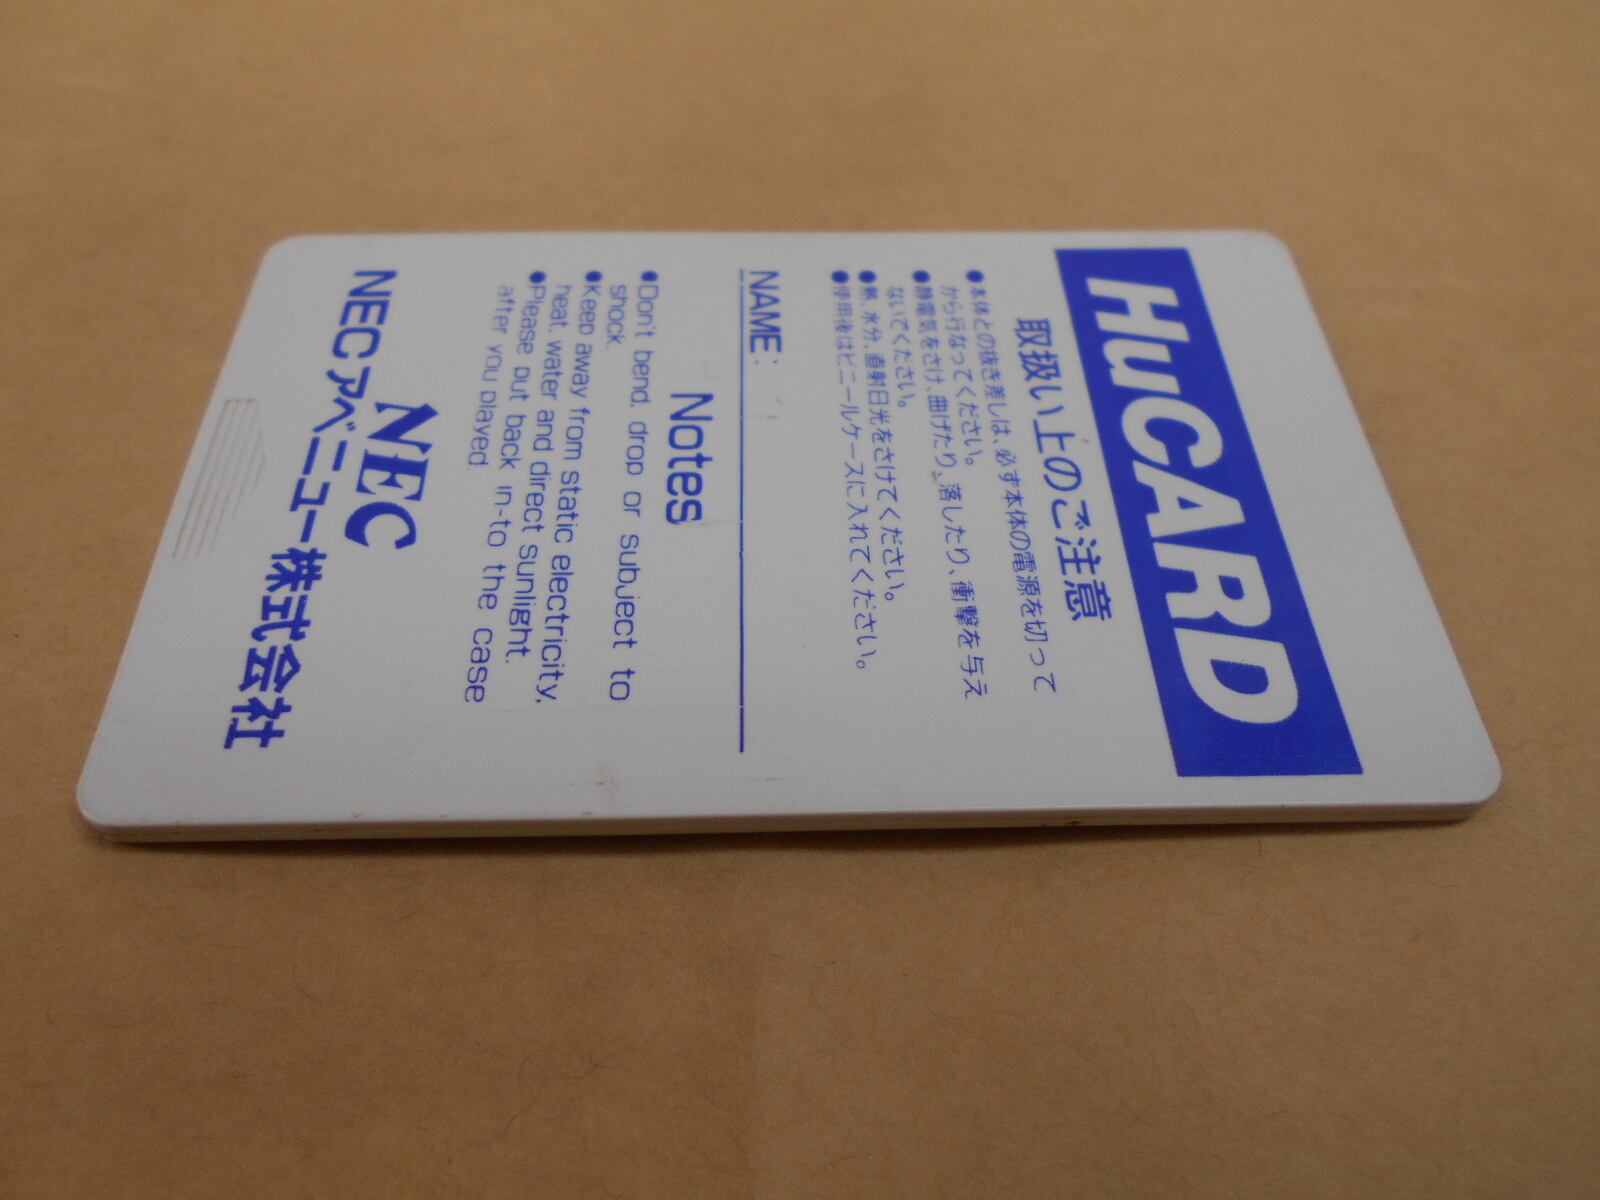 HuCARD
取扱い上のご注意
●本体との抜き差しは、必ず本体の電源を切って
から行なってください。
●静電気をさけ、曲げたり、落したり、衝撃を与え
ないでください。
●熱、水分、直射日光をさけてください。
●使用後はビニールケースに入れてください。
NAME:
Notes
●Don't bend, drop or subject to
shock.
●Keep away from static electricity,
heat, water and direct sunlight.
●Please put back in-to the case
after you played.
NEC
NECアベニュー株式会社